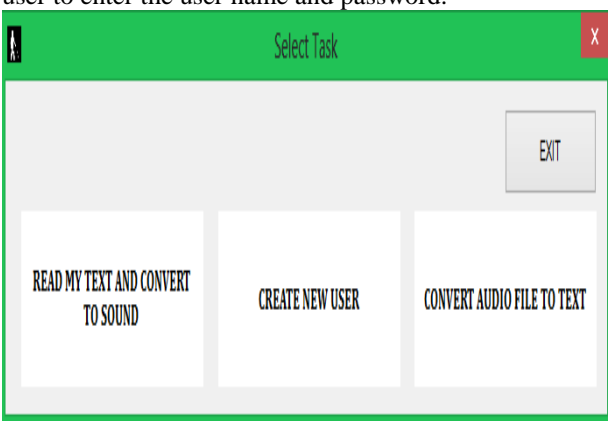 user to enter the user name and password.
Select Task
x
EXIT
READ MY TEXT AND CONVERT
TO SOUND
CREATE NEW USER
CONVERT AUDIO FILE TO TEXT